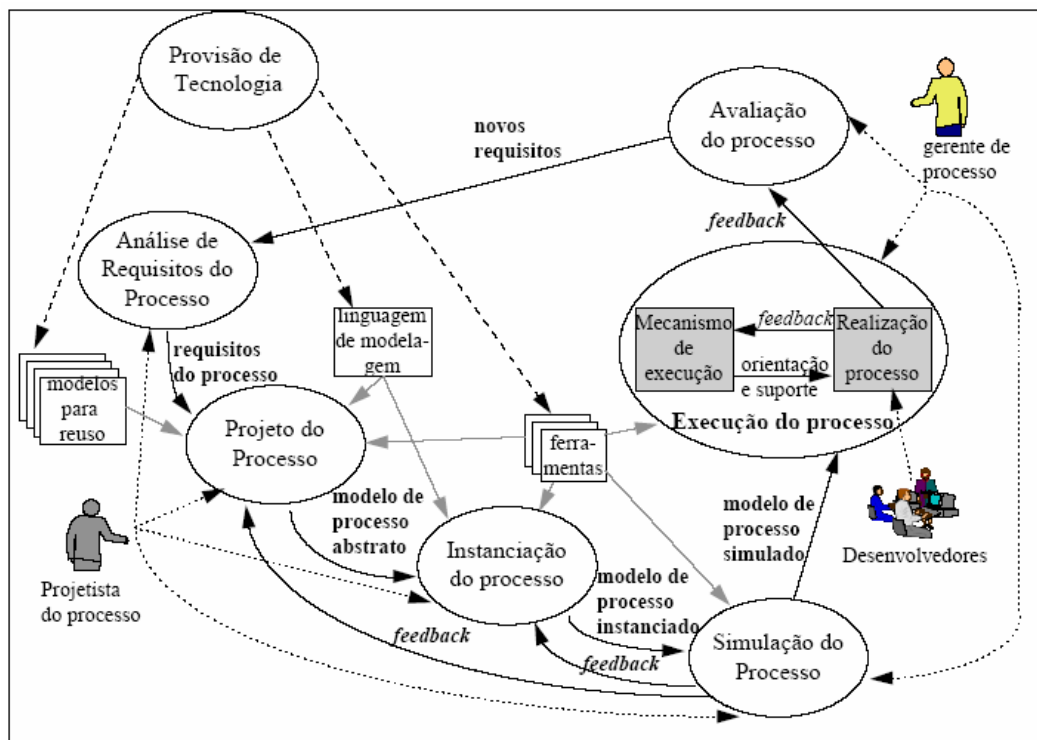 Provisão de
Tecnologia
Avaliação
do processo
gerente de
processo
novos
requisitos
feedback
Análise de
Requisitos do
Processo
linguagem
de modela-
gem
Mecanismo
de
execução
feedback
Realização
do
processo
orientação
e suporte
Execução do processo
requisitos
do processo
modelos
para
reuso
Projeto do
Processo
ferra-
mentas
modelo de
processo
abstrato
Instanciação
do processo
modelo de
processo
simulado
Desenvolvedores
Projetista
do processo
modelo de
processo
instanciado
feedback
feedback
Simulação do
Processo